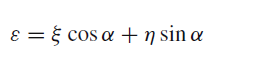 ε = ξ cos α + η sin α